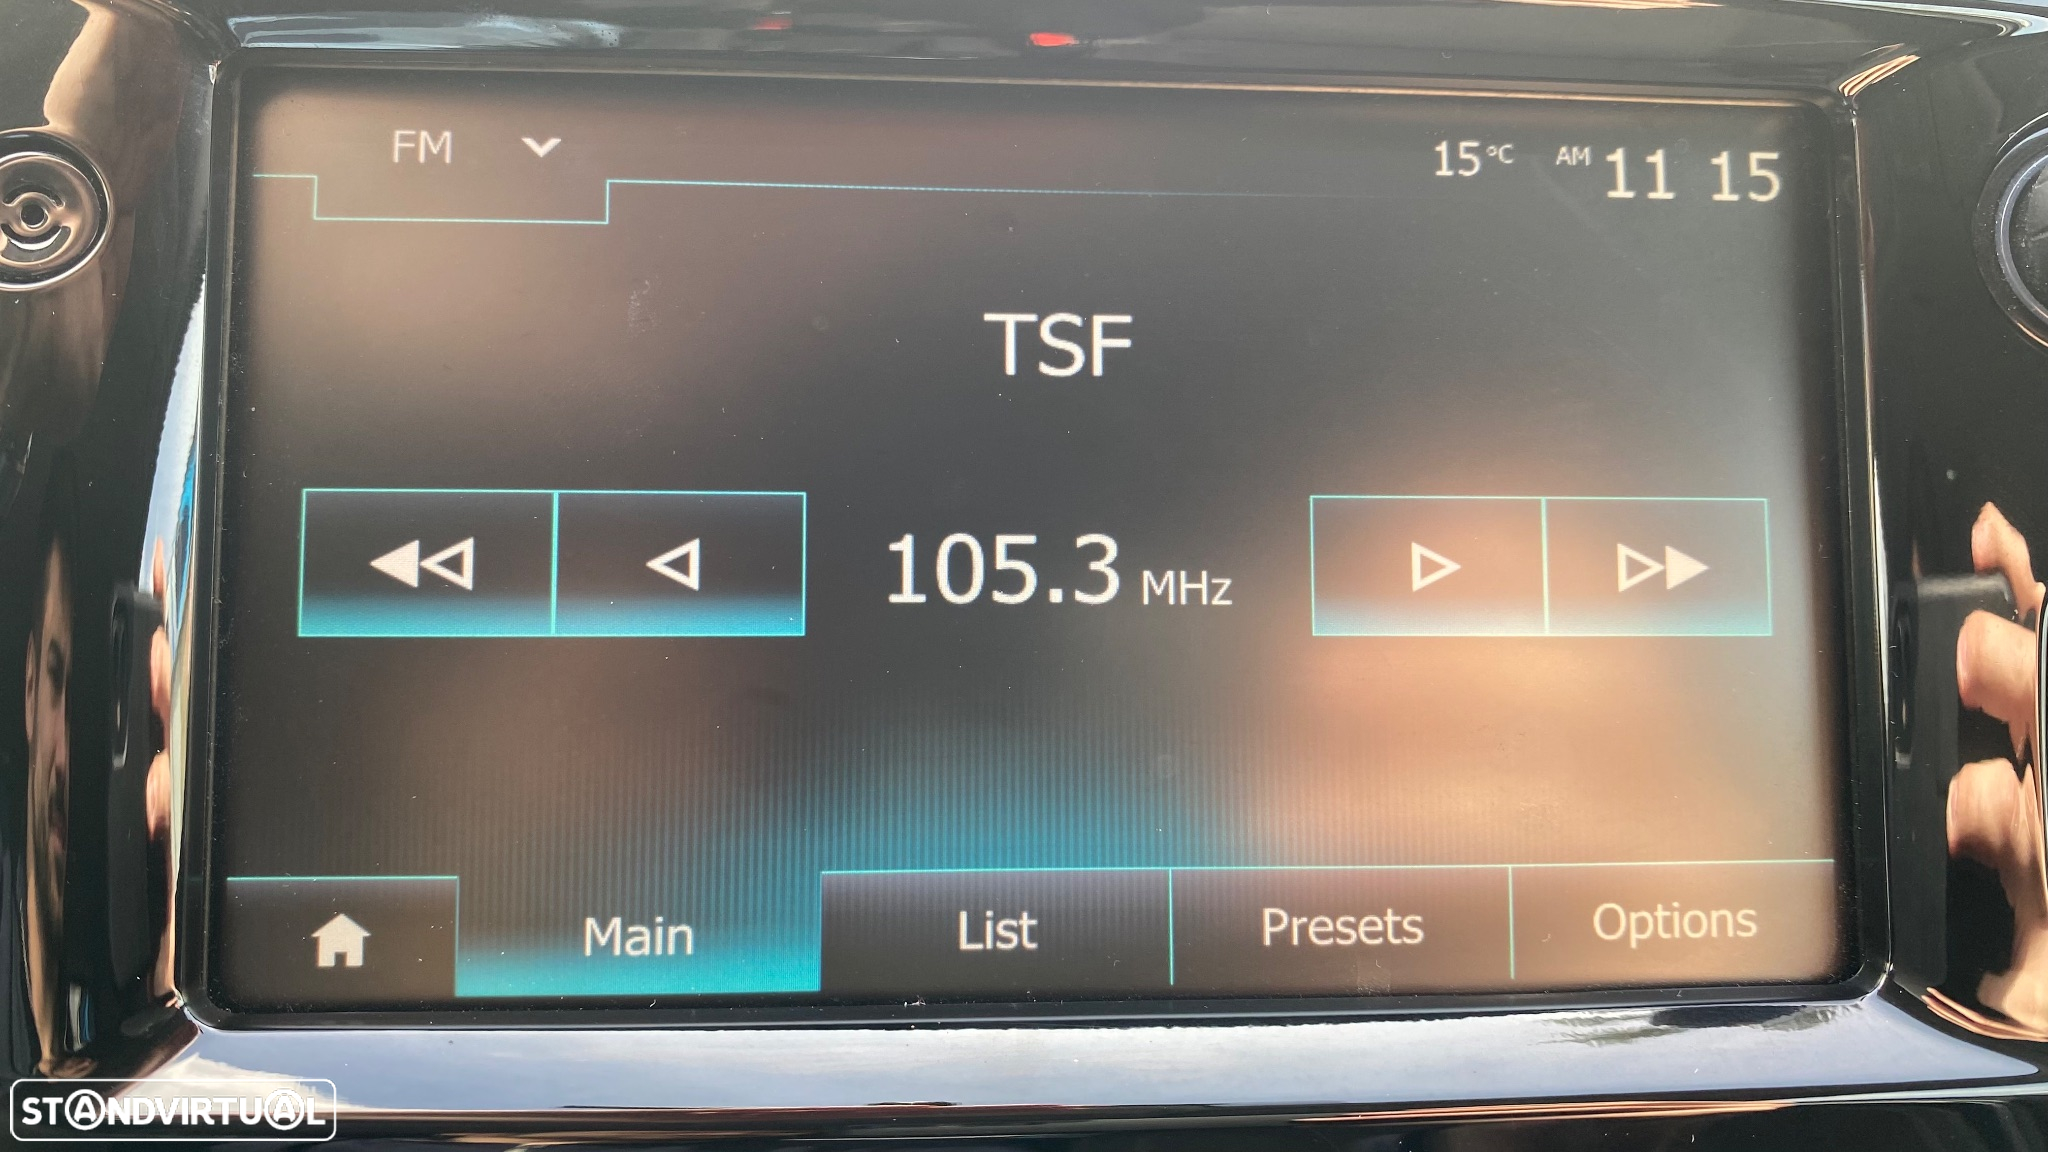 FM
15°C AM 11 15
TSF
105.3 MHz
Main List Presets Options
STANDVIRTUAL